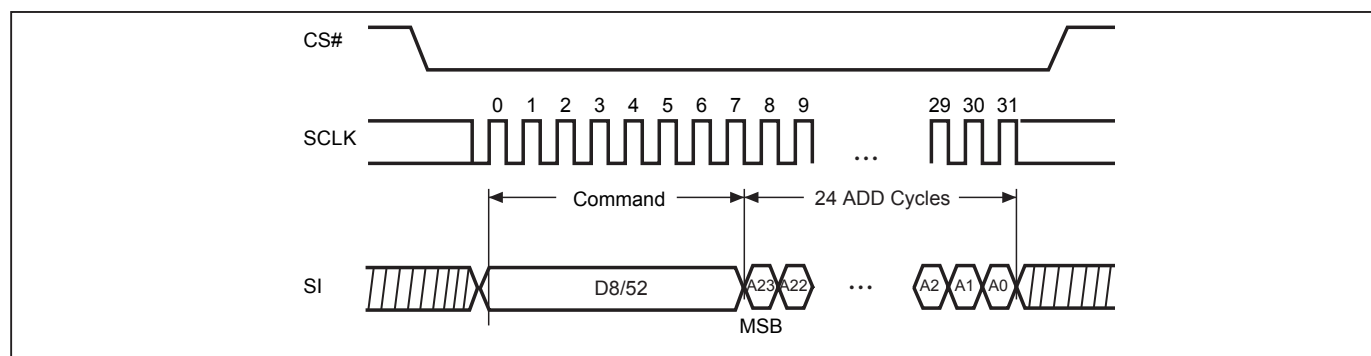 CS#
0 1 2 3 4 5 6 7 8 9 29 30 31
SCLK
...
Command 24 ADD Cycles
SI D8/52 A23 A22 ... A2 A1 A0
MSB